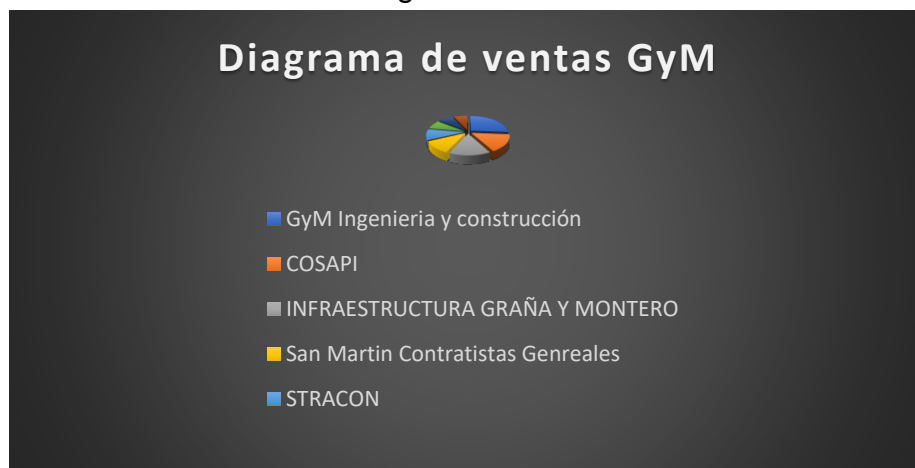 Diagrama de ventas GyM
GyM Ingenieria y construcción
COSAPI
INFRAESTRUCTURA GRAÑA Y MONTERO
San Martin Contratistas Genreales
STRACON